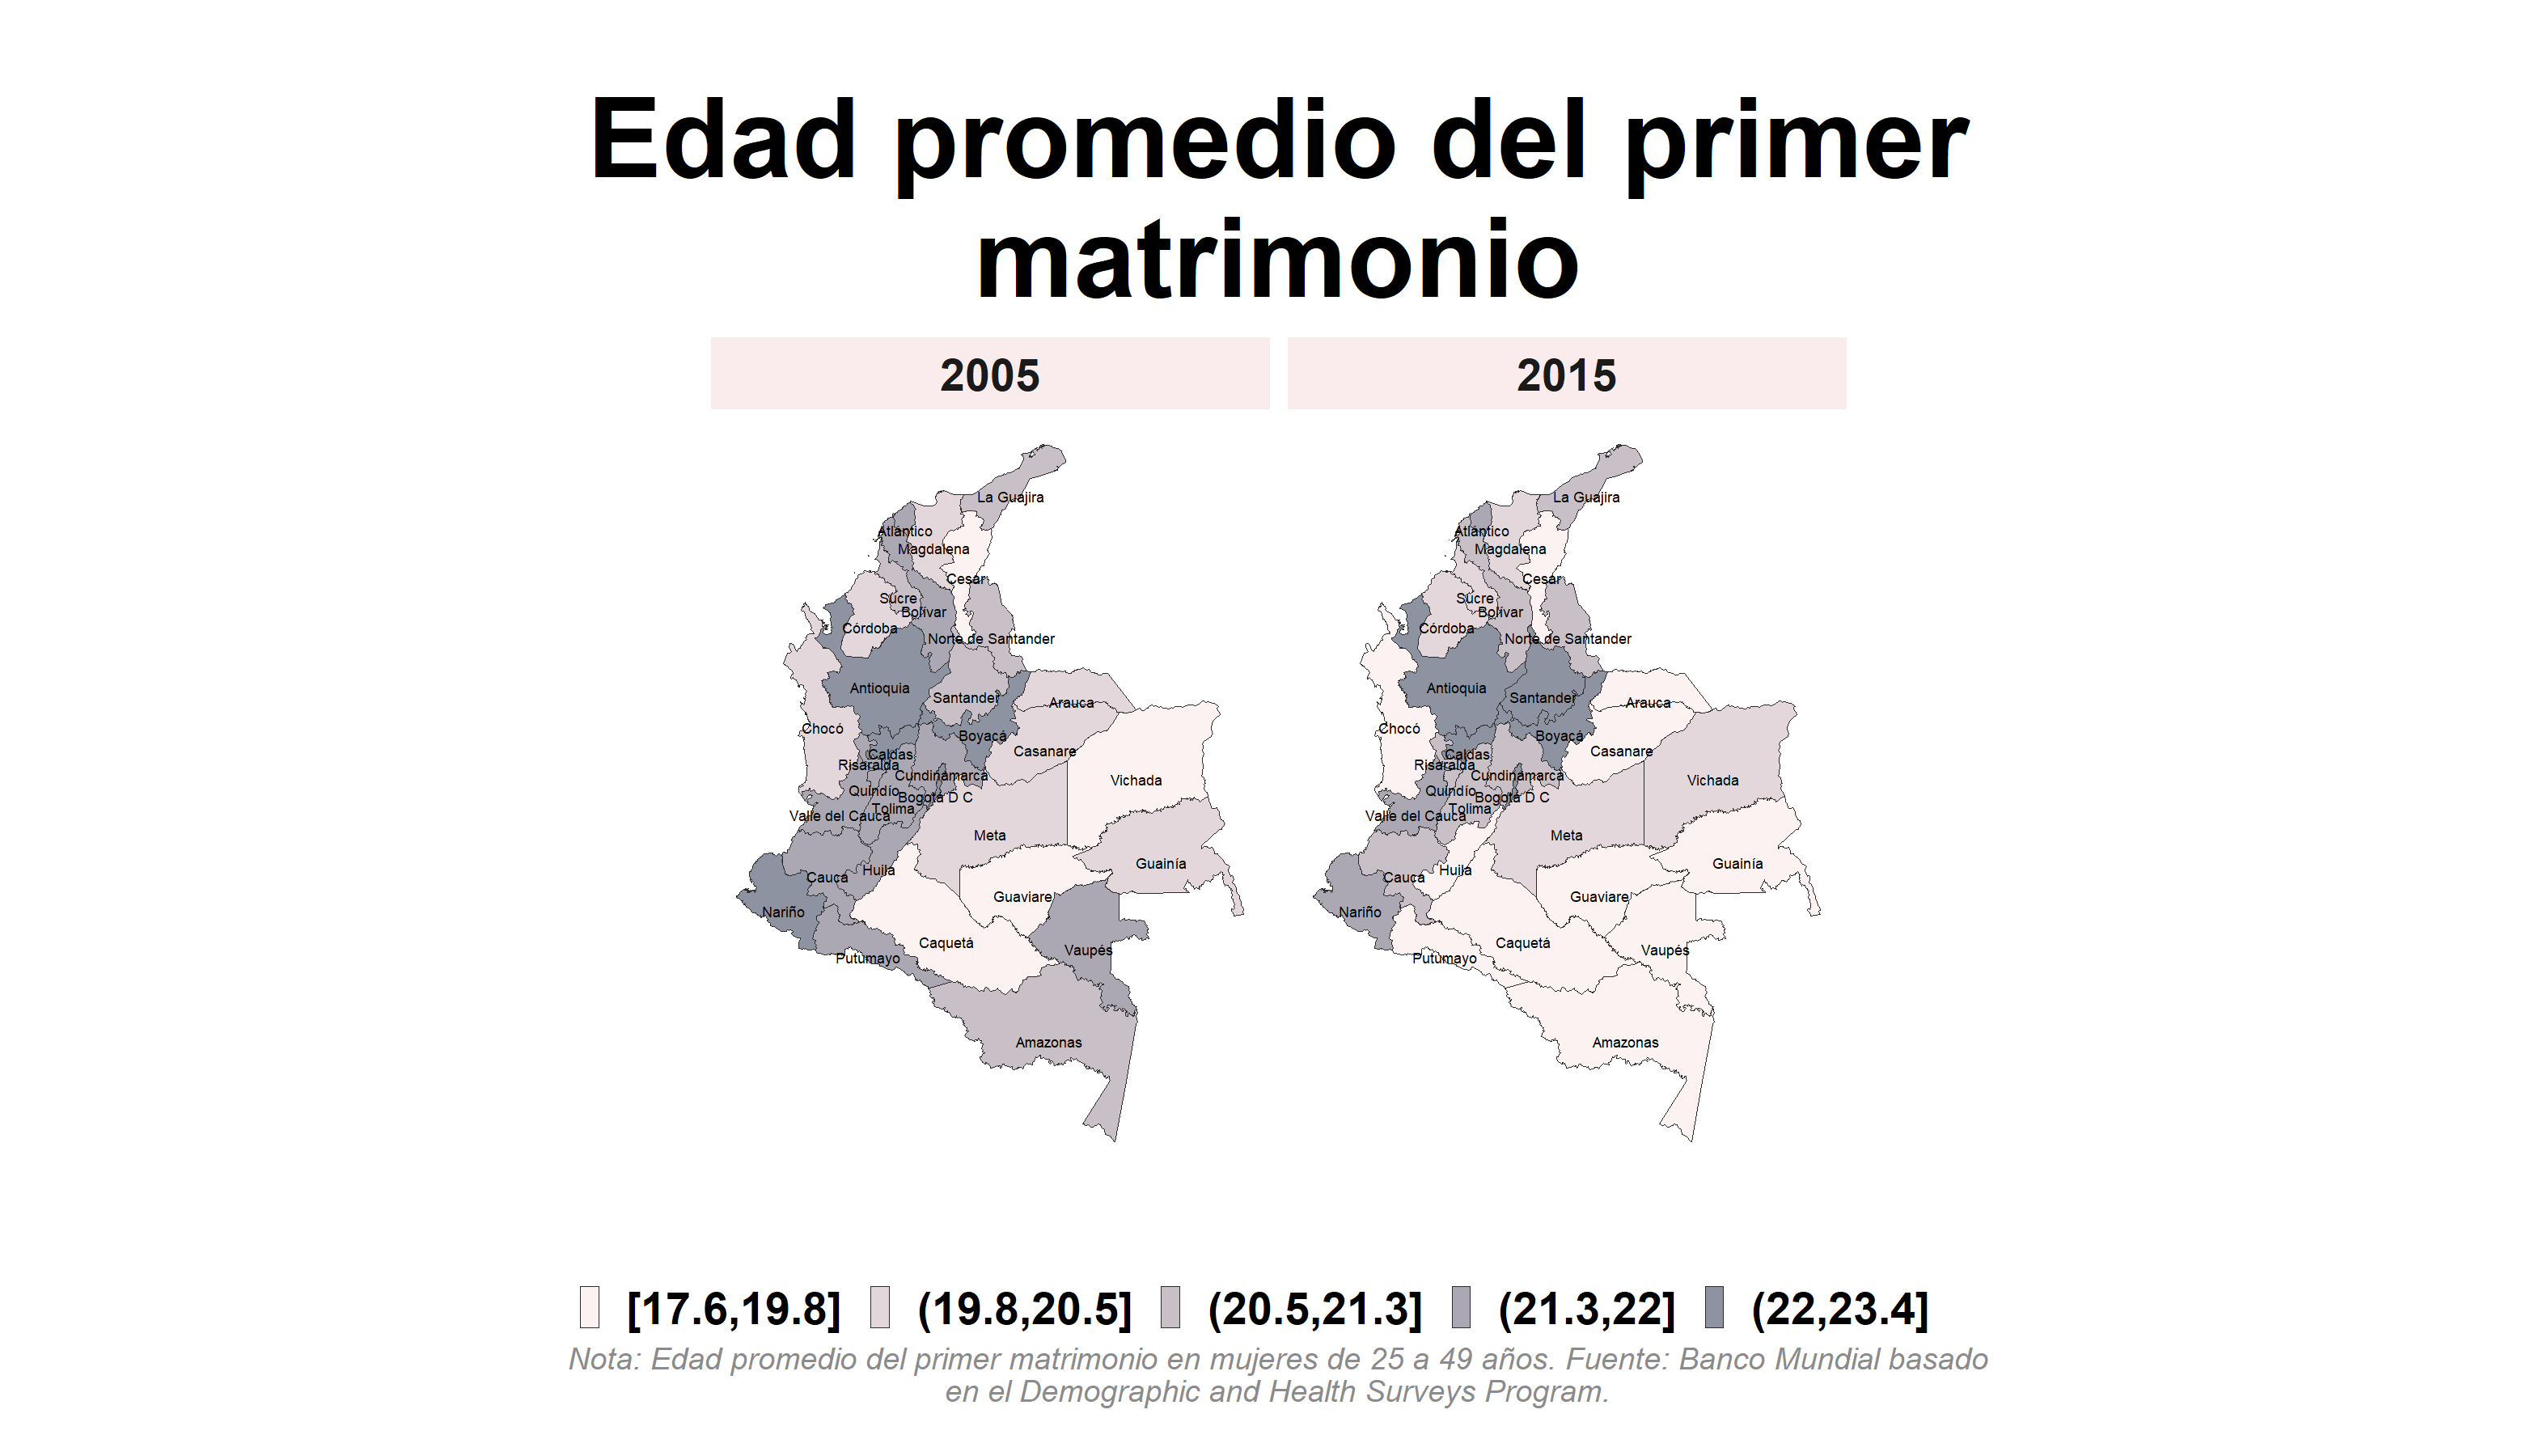 Edad promedio del primer
matrimonio
2005
2015
La Guajira
Atlántico
Magdalena
Cesar
Sucre
Bolívar
Córdoba
Norte de Santander
Antioquia
Santander
Arauca
Chocó
Boyacá
Casanare
Caldas
Risaralda
Cundinamarca
Vichada
Quindío
Bogotá D C
Tolima
Valle del Cauca
Meta
Guainía
Huila
Cauca
Guaviare
Nariño
Caquetá
Vaupés
Putumayo
Amazonas
La Guajira
Atlántico
Magdalena
Cesar
Sucre
Bolívar
Córdoba
Norte de Santander
Antioquia
Santander
Arauca
Chocó
Boyacá
Casanare
Caldas
Risaralda
Cundinamarca
Vichada
Quindío
Bogotá D C
Tolima
Valle del Cauca
Meta
Guainía
Huila
Cauca
Guaviare
Nariño
Caquetá
Vaupés
Putumayo
Amazonas
[17.6,19.8] (19.8,20.5] (20.5,21.3] (21.3,22] (22,23.4]
Nota: Edad promedio del primer matrimonio en mujeres de 25 a 49 años. Fuente: Banco Mundial basado
en el Demographic and Health Surveys Program.